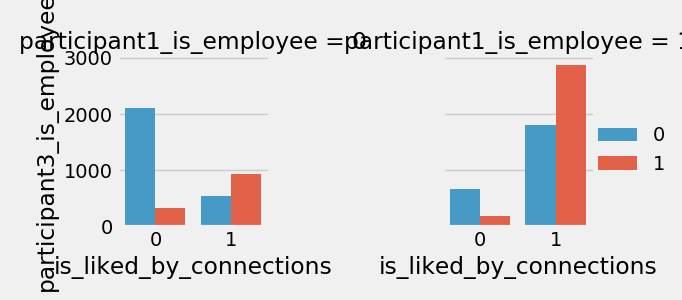 participant1_is_employee = 0
participant1_is_employee = 1
participant3_is_employee
3000
2000
1000
0
0 1
0 1
is_liked_by_connections
is_liked_by_connections
0
1